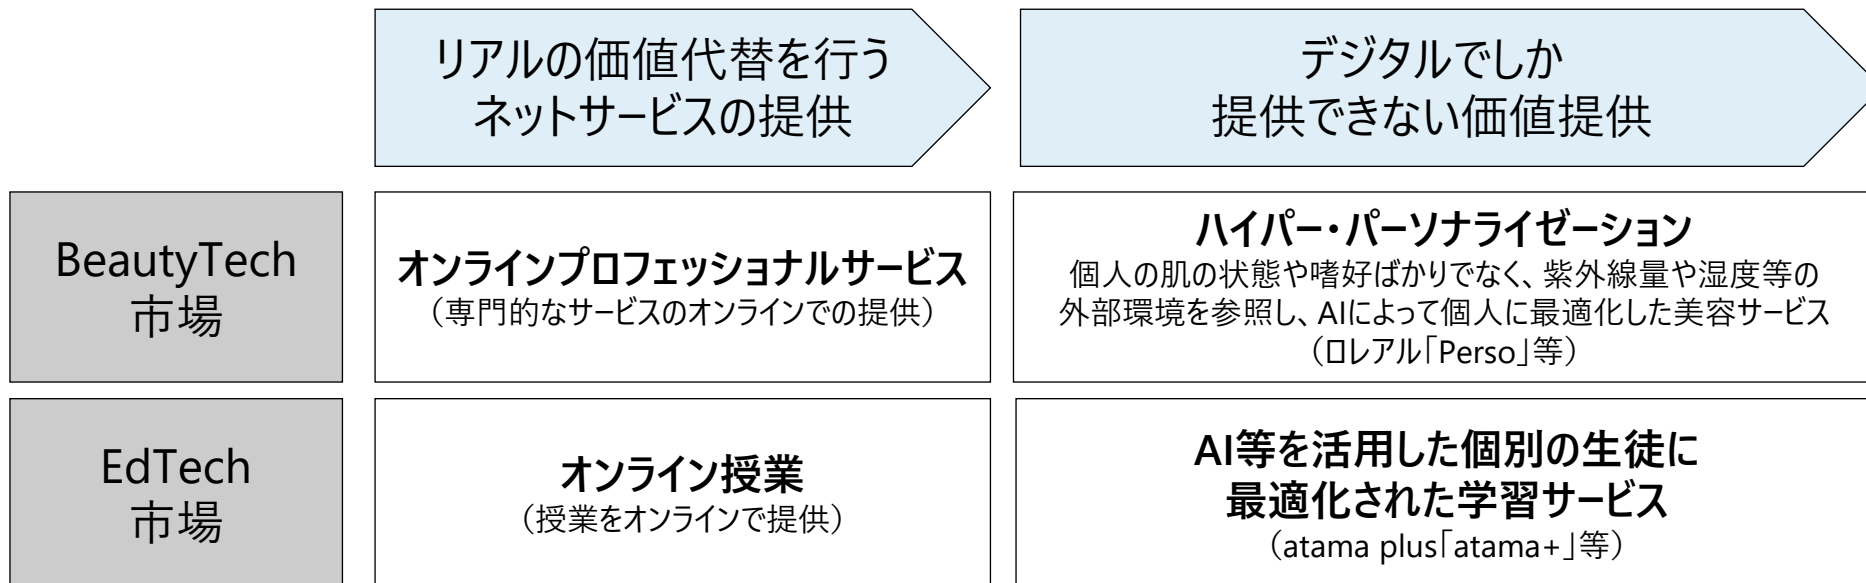 リアルの価値代替を行う
ネットサービスの提供
デジタルでしか
提供できない価値提供
BeautyTech
市場
オンラインプロフェッショナルサービス
（専門的なサービスのオンラインでの提供）
ハイパー・パーソナライゼーション
個人の肌の状態や嗜好ばかりでなく、紫外線量や湿度等の
外部環境を参照し、AIによって個人に最適化した美容サービス
（ロレアル「Perso」等）
EdTech
市場
オンライン授業
（授業をオンラインで提供）
AI等を活用した個別の生徒に
最適化された学習サービス
（atama plus「atama+」等）